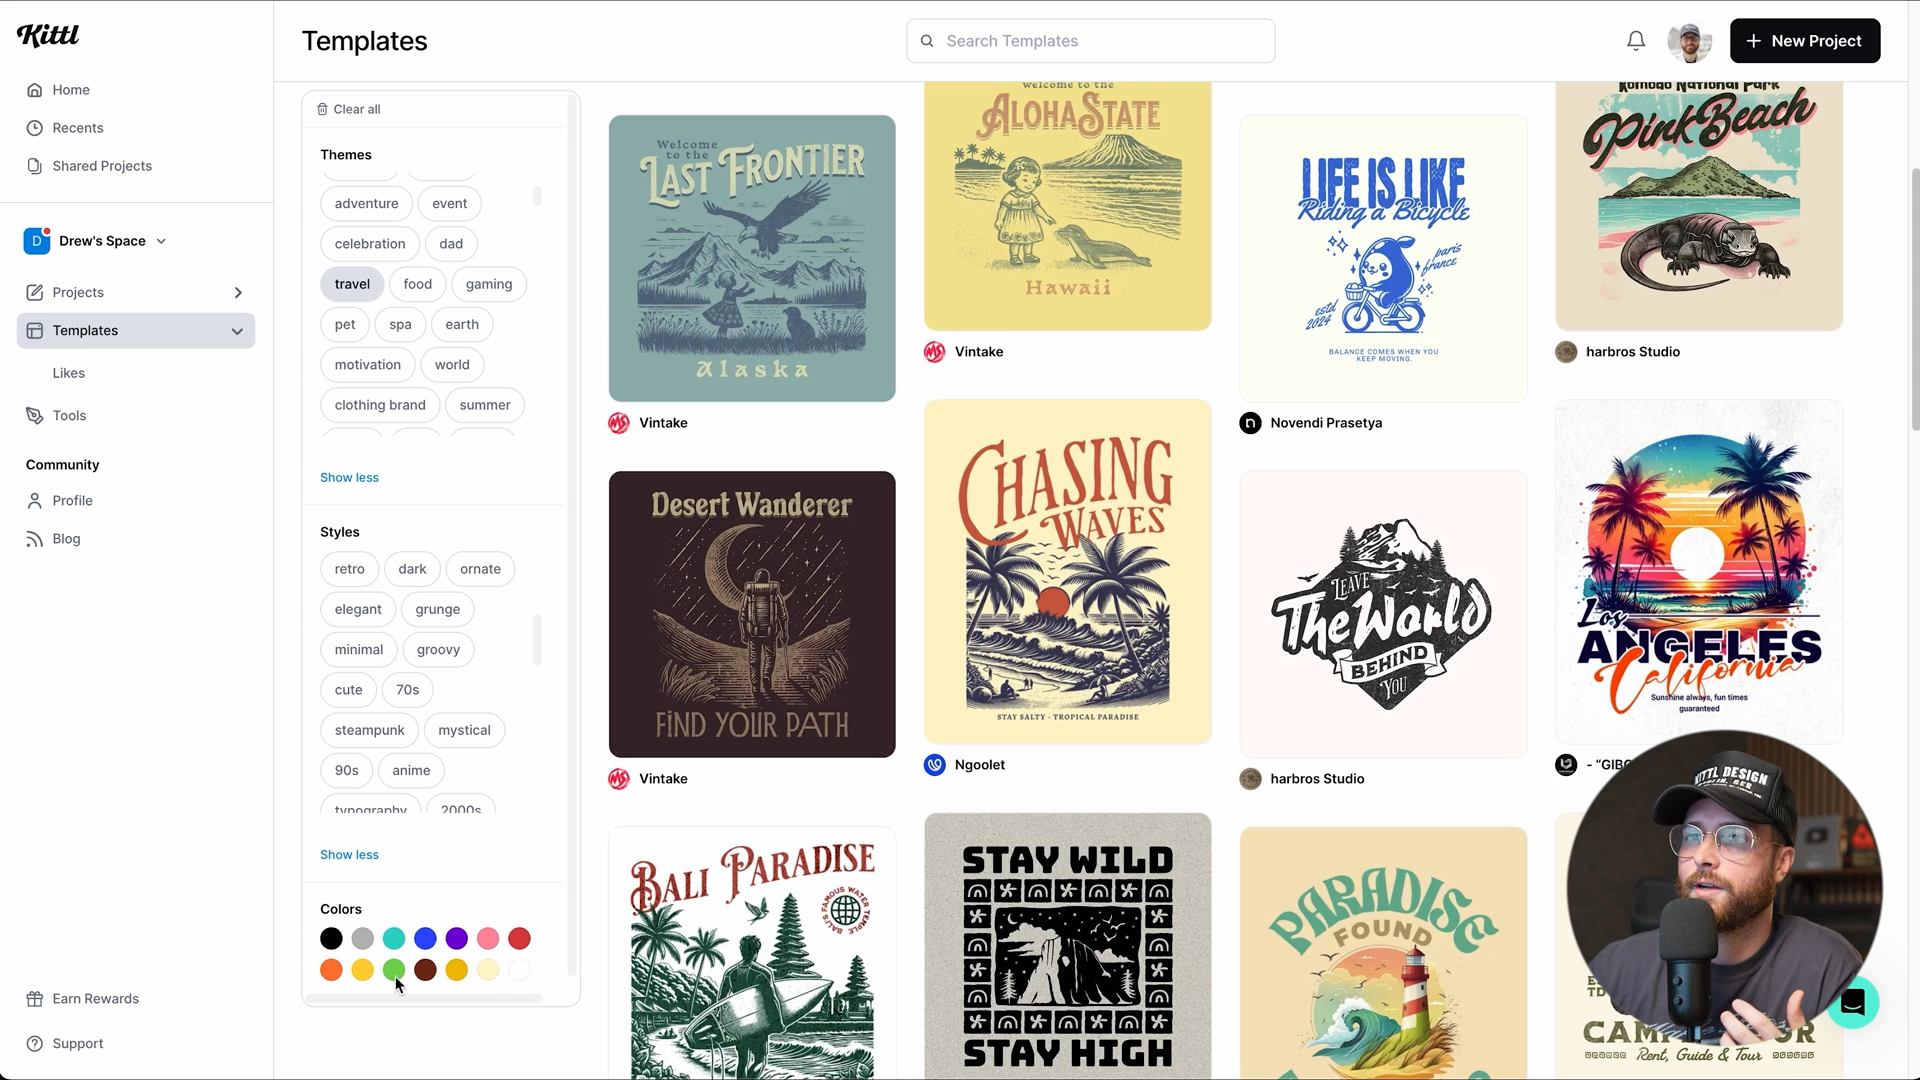 Kittl
Home
Recents
Shared Projects
D
Drew's Space
Projects
Templates
Likes
Tools
Community
Profile
Blog
Earn Rewards
Support
Templates
Search Templates
New Project
Clear all
Themes
adventure
event
celebration
dad
travel
food
gaming
pet
spa
earth
motivation
world
clothing brand
summer
Show less
Styles
retro
dark
ornate
elegant
grunge
minimal
groovy
cute
70s
steampunk
mystical
90s
anime
typography
2000s
Show less
Colors
Welcome
to the
LAST FRONTIER
Alaska
Vintake
Desert Wanderer
FIND YOUR PATH
Vintake
BALI PARADISE
BALI'S FAMOUS WATER TEMPLE
welcome to the
ALOHA STATE
Hawaii
Vintake
CHASING
WAVES
STAY SALTY - TROPICAL PARADISE
Ngoolet
STAY WILD
STAY HIGH
LIFE IS LIKE
Riding a Bicycle
paris
france
estd
2024
BALANCE COMES WHEN YOU
KEEP MOVING.
Novendi Prasetya
LEAVE
The World
BEHIND
YOU
harbros Studio
PARADISE
FOUND
Komodo National Park
Pink Beach
harbros Studio
Los
ANGELES
California
Sunshine always, fun times
guaranteed
KITTL DESIGN
Rent, Guide & Tour